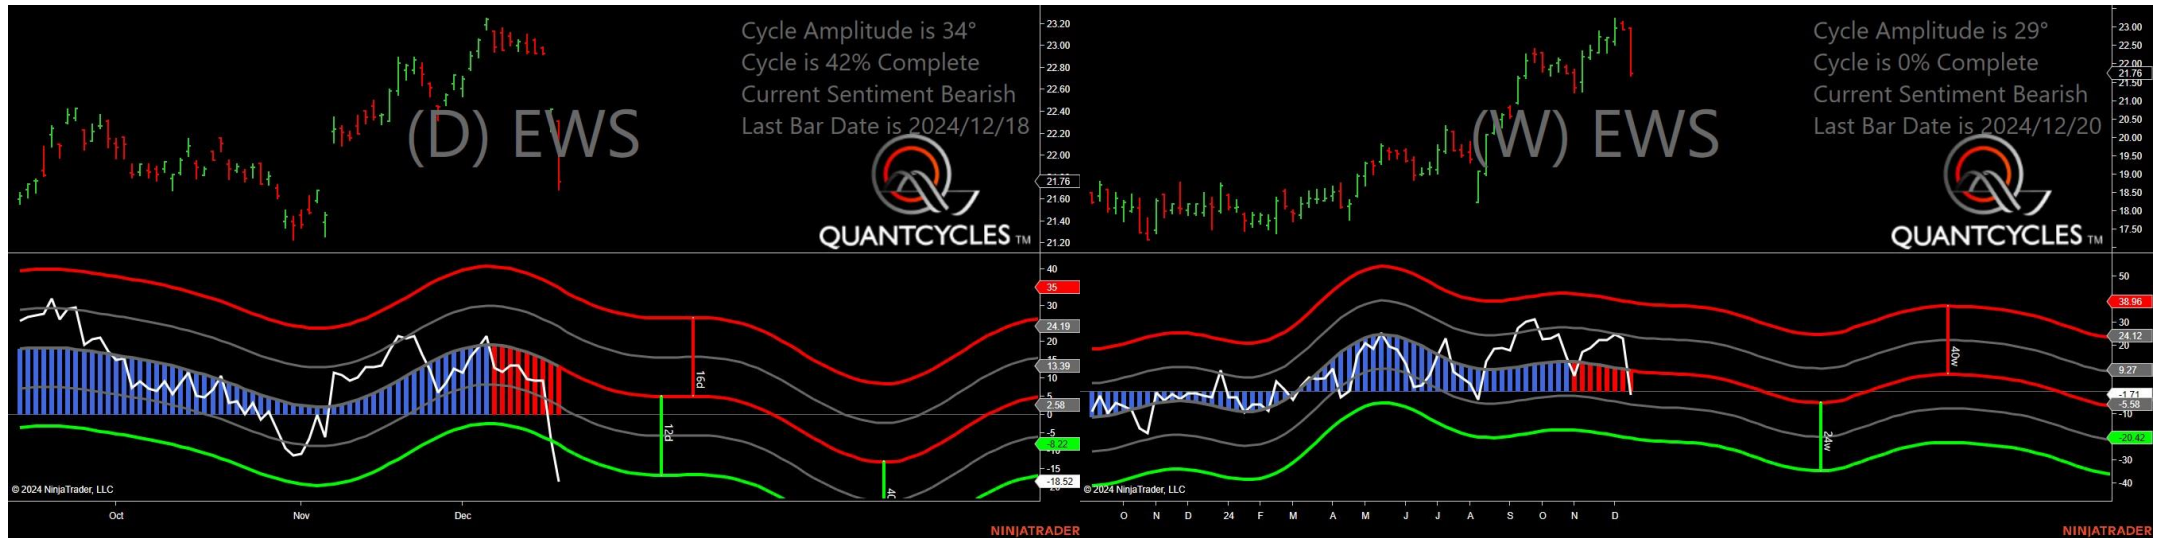 Cycle Amplitude is 34°
Cycle is 42% Complete
Current Sentiment Bearish
Last Bar Date is 2024/12/18
(D) EWS
QUANTCYCLES TM
23.20
23.00
22.80
22.60
22.40
22.20
22.00
21.76
21.60
21.40
21.20
40
35
30
24.19
20
15
13.39
10
5
2.58
0
-5
-8.22
-15
-18.52
16d
12d
© 2024 NinjaTrader, LLC
Oct
Nov
Dec
NINJATRADER
Cycle Amplitude is 29°
Cycle is 0% Complete
Current Sentiment Bearish
Last Bar Date is 2024/12/20
(W) EWS
QUANTCYCLES TM
23.00
22.50
22.00
21.76
21.50
21.00
20.50
20.00
19.50
19.00
18.50
18.00
17.50
50
38.96
30
24.12
20
9.27
-1.71
-5.58
-10
-20.42
-30
-40
40w
24w
© 2024 NinjaTrader, LLC
O N D 24 F M A M J J A S O N D
NINJATRADER